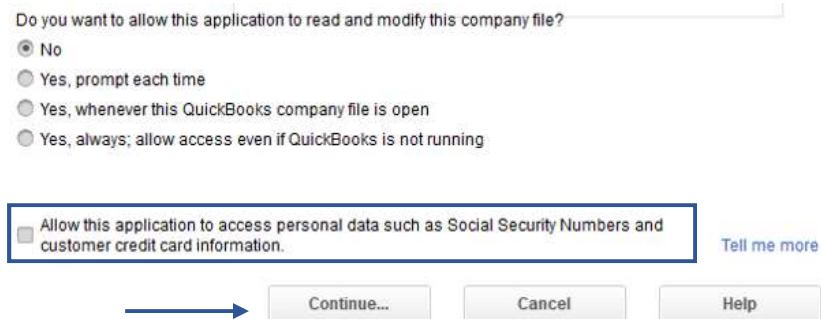 Do you want to allow this application to read and modify this company file?
No
Yes, prompt each time
Yes, whenever this QuickBooks company file is open
Yes, always; allow access even if QuickBooks is not running
Allow this application to access personal data such as Social Security Numbers and
customer credit card information.
Tell me more
Continue...
Cancel
Help